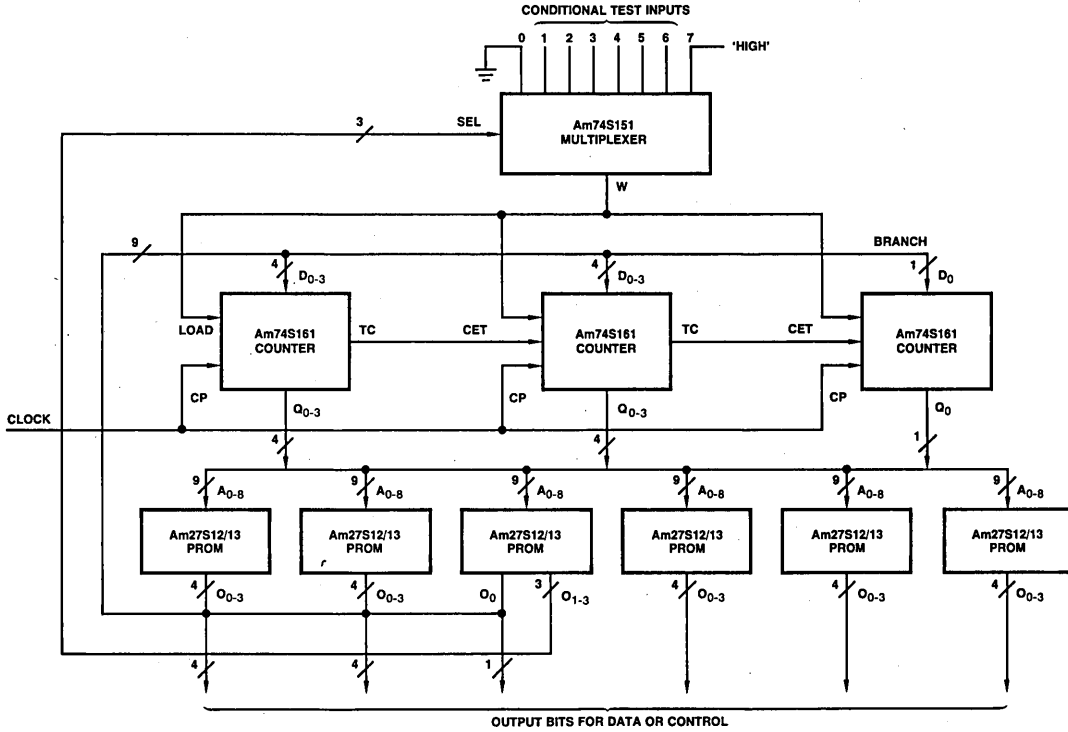 CONDITIONAL TEST INPUTS
0 1 2 3 4 5 6 7
'HIGH'
3
SEL
Am74S151
MULTIPLEXER
W
9
BRANCH
4
D0-3
4
D0-3
1
D0
LOAD
Am74S161
COUNTER
TC
CET
Am74S161
COUNTER
TC
CET
Am74S161
COUNTER
CP
CP
CP
CLOCK
Q0-3
Q0-3
Q0
4
4
1
9
A0-8
9
A0-8
9
A0-8
9
A0-8
9
A0-8
9
A0-8
Am27S12/13
PROM
Am27S12/13
PROM
Am27S12/13
PROM
Am27S12/13
PROM
Am27S12/13
PROM
Am27S12/13
PROM
4
O0-3
4
O0-3
O0
3
O1-3
4
O0-3
4
O0-3
4
O0-3
4
4
1
OUTPUT BITS FOR DATA OR CONTROL